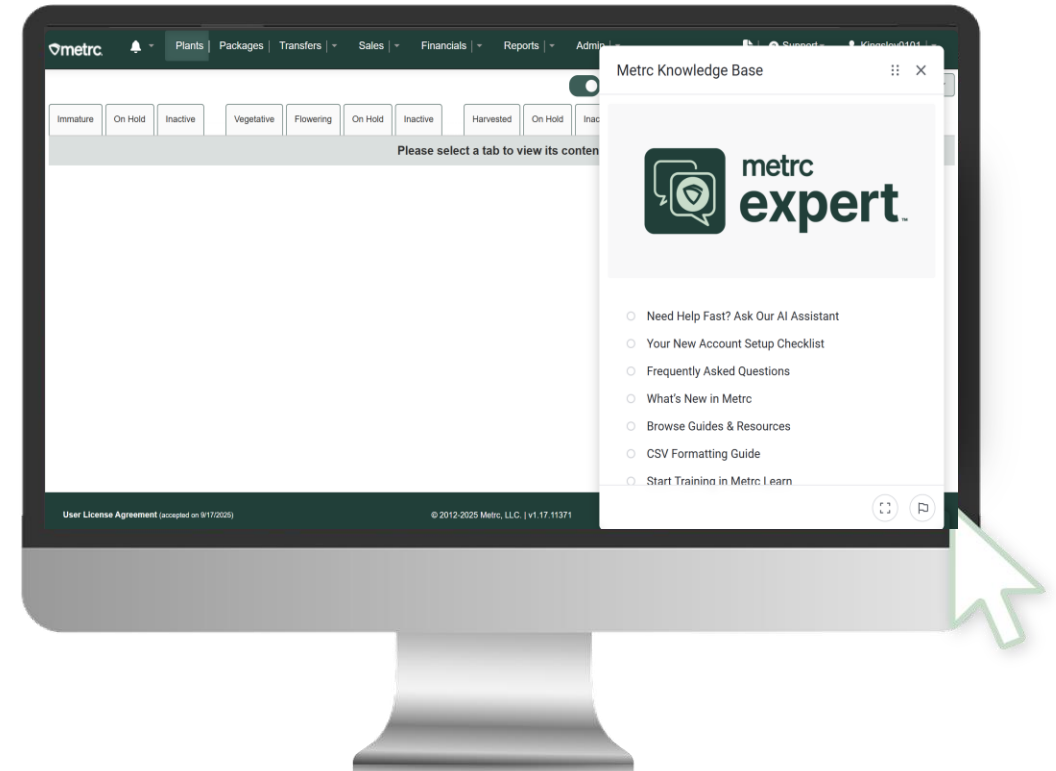 metrc Plants | Packages | Transfers | Sales | Financials | Reports | Admin
Metrc Knowledge Base
Immature On Hold Inactive Vegetative Flowering On Hold Inactive Harvested On Hold
Please select a tab to view its
metrc
expert™
Need Help Fast? Ask Our AI Assistant
Your New Account Setup Checklist
Frequently Asked Questions
What's New in Metrc
Browse Guides & Resources
CSV Formatting Guide
Start Training in Metrc Learn
User License Agreement (accepted on 9/17/2025) © 2012-2025 Metrc, LLC. | v1.17.11371